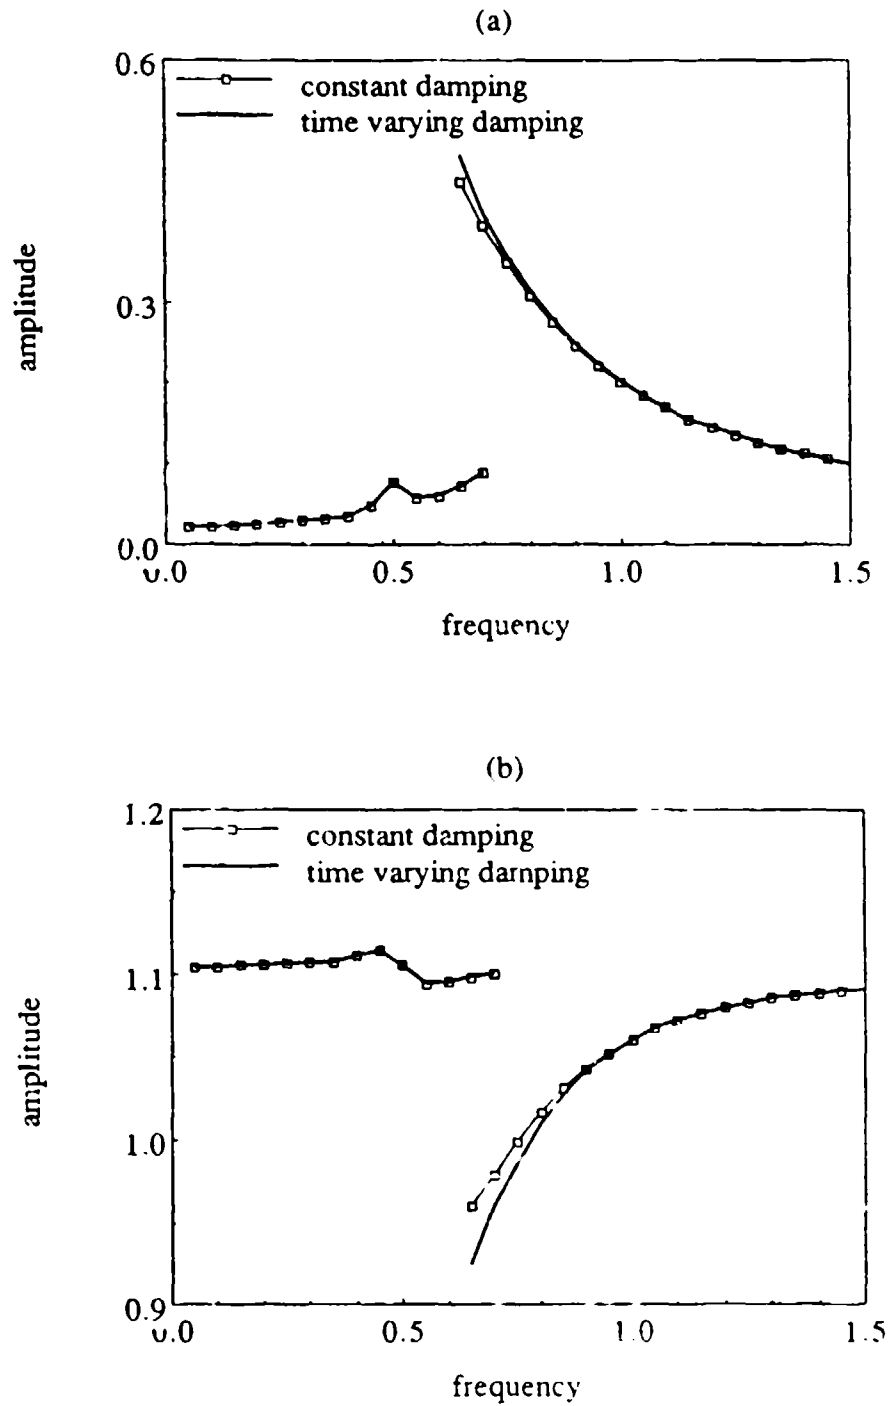 (a)
0.6
constant damping
time varying damping
amplitude
0.3
0.0
0.0 0.5 1.0 1.5
frequency
(b)
1.2
constant damping
time varying damping
1.1
amplitude
1.0
0.9
0.0 0.5 1.0 1.5
frequency